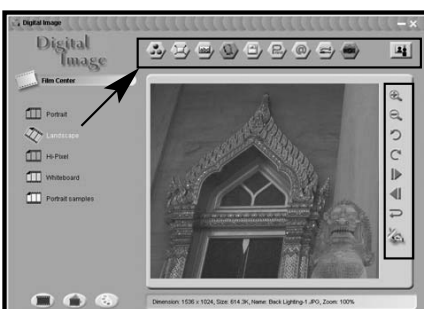 Digital Image
Digital
Image
Film Center
Portrait
Landscape
Hi-Pixel
Whiteboard
Portrait samples
Dimension: 1536 x 1024, Size: 614.3K, Name: Back Lighting-1.JPG, Zoom: 100%